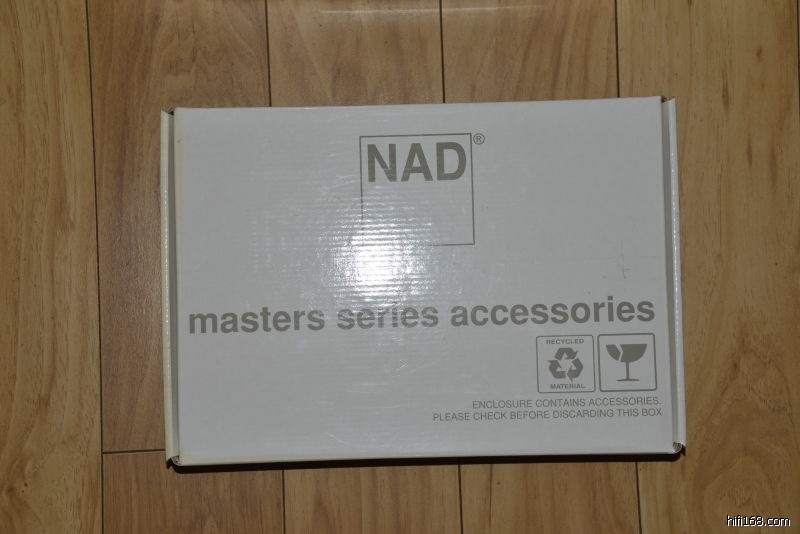 NAD®
masters series accessories
RECYCLED
MATERIAL
ENCLOSURE CONTAINS ACCESSORIES.
PLEASE CHECK BEFORE DISCARDING THIS BOX
hifi168.com